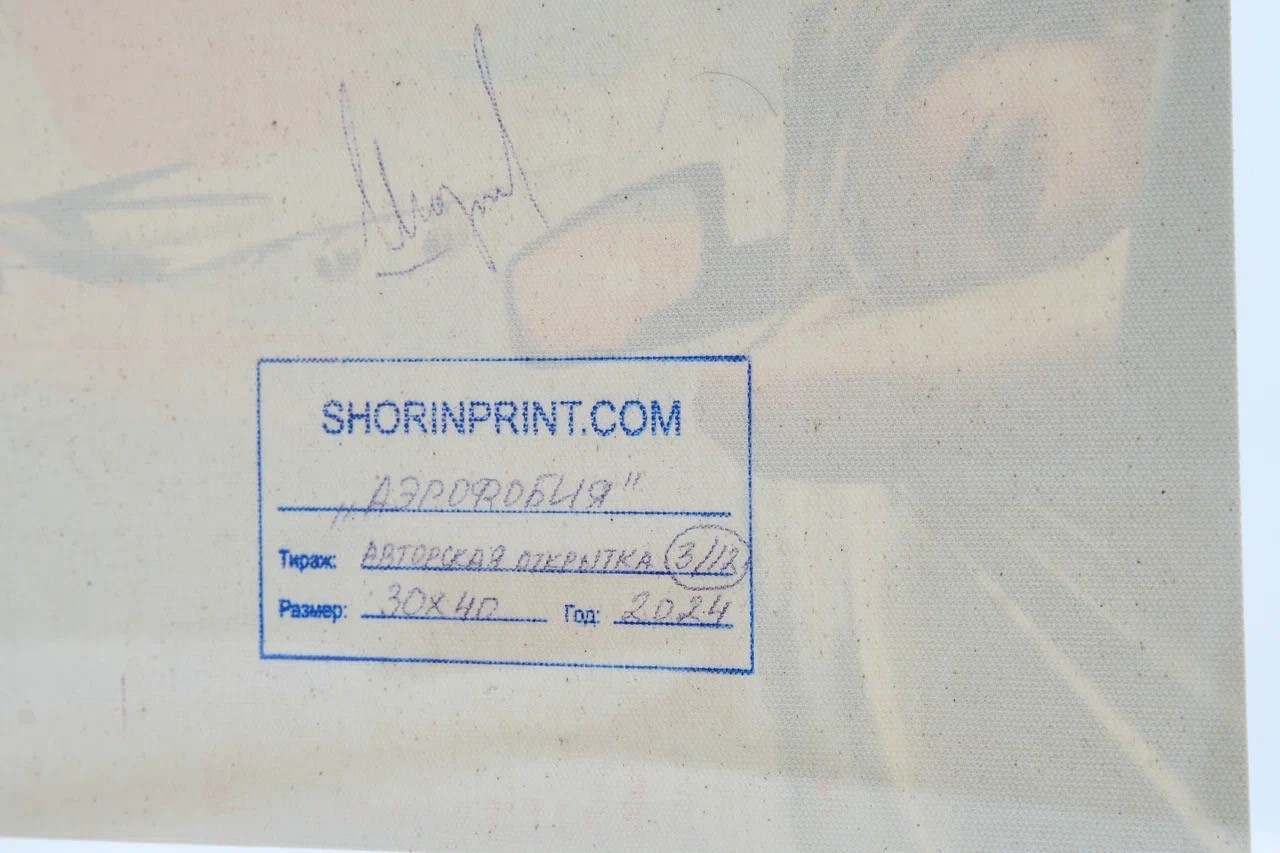 SHORINPRINT.COM
„АЭРОФОБИЯ"
Тираж: АВТОРСКАЯ ОТКРЫТКА 3/12
Размер: 30х40 Год: 2024